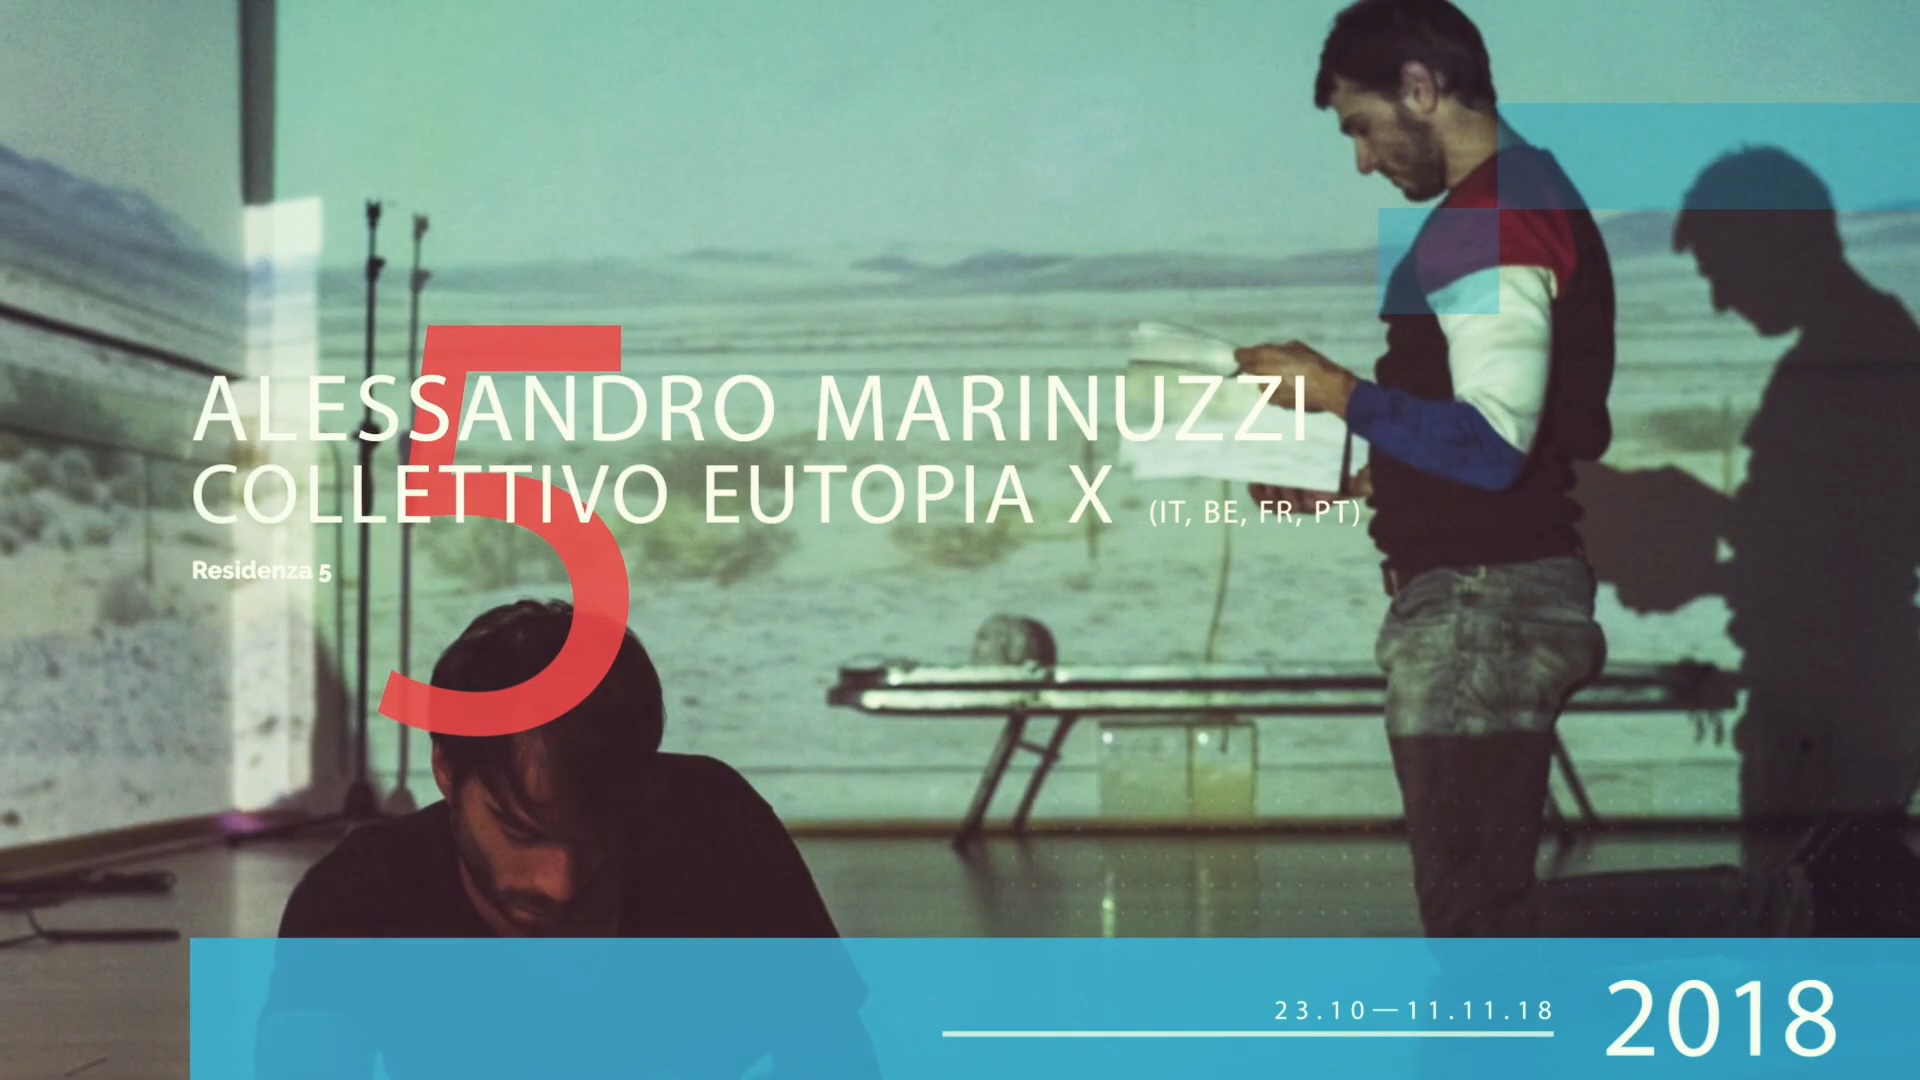 5
ALESSANDRO MARINUZZI
COLLETTIVO EUTOPIA X (IT, BE, FR, PT)
Residenza 5
23.10—11.11.18
2018